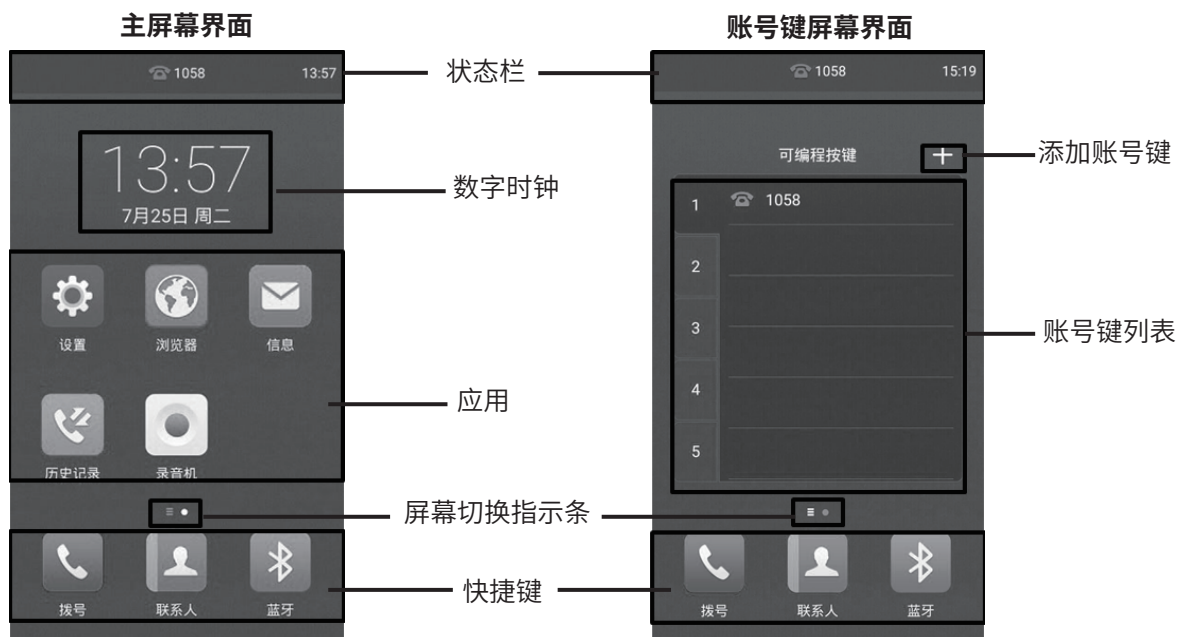 主屏幕界面
账号键屏幕界面
1058 13:57
状态栏
1058 15:19
13:57
7月25日 周二
数字时钟
可编程按键
添加账号键
设置 浏览器 信息
历史记录 录音机
应用
1 1058
2
3
4
5
账号键列表
屏幕切换指示条
拨号 联系人 蓝牙
快捷键
拨号 联系人 蓝牙